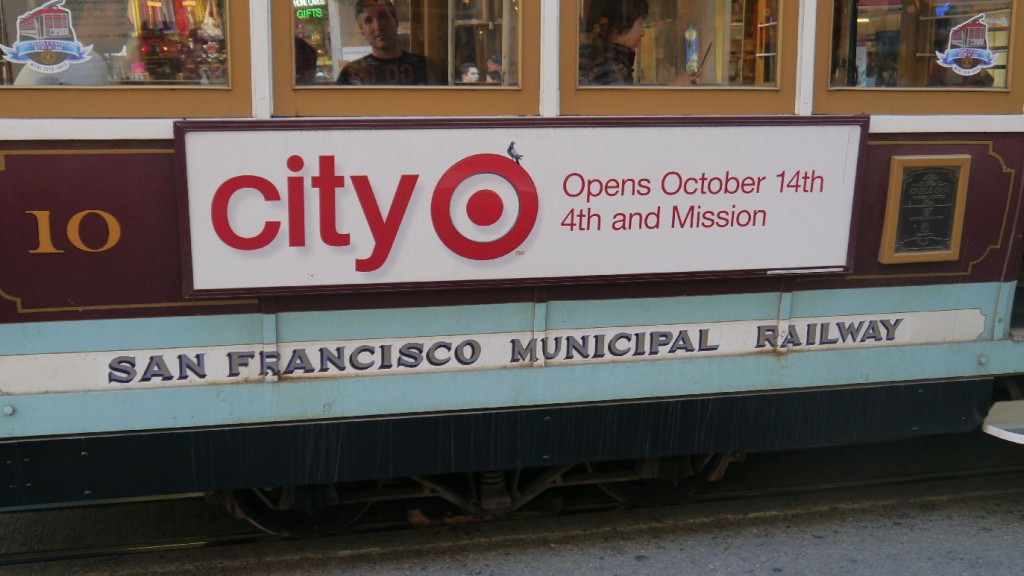 GIFTS
10
city
Opens October 14th
4th and Mission
SAN FRANCISCO MUNICIPAL RAILWAY